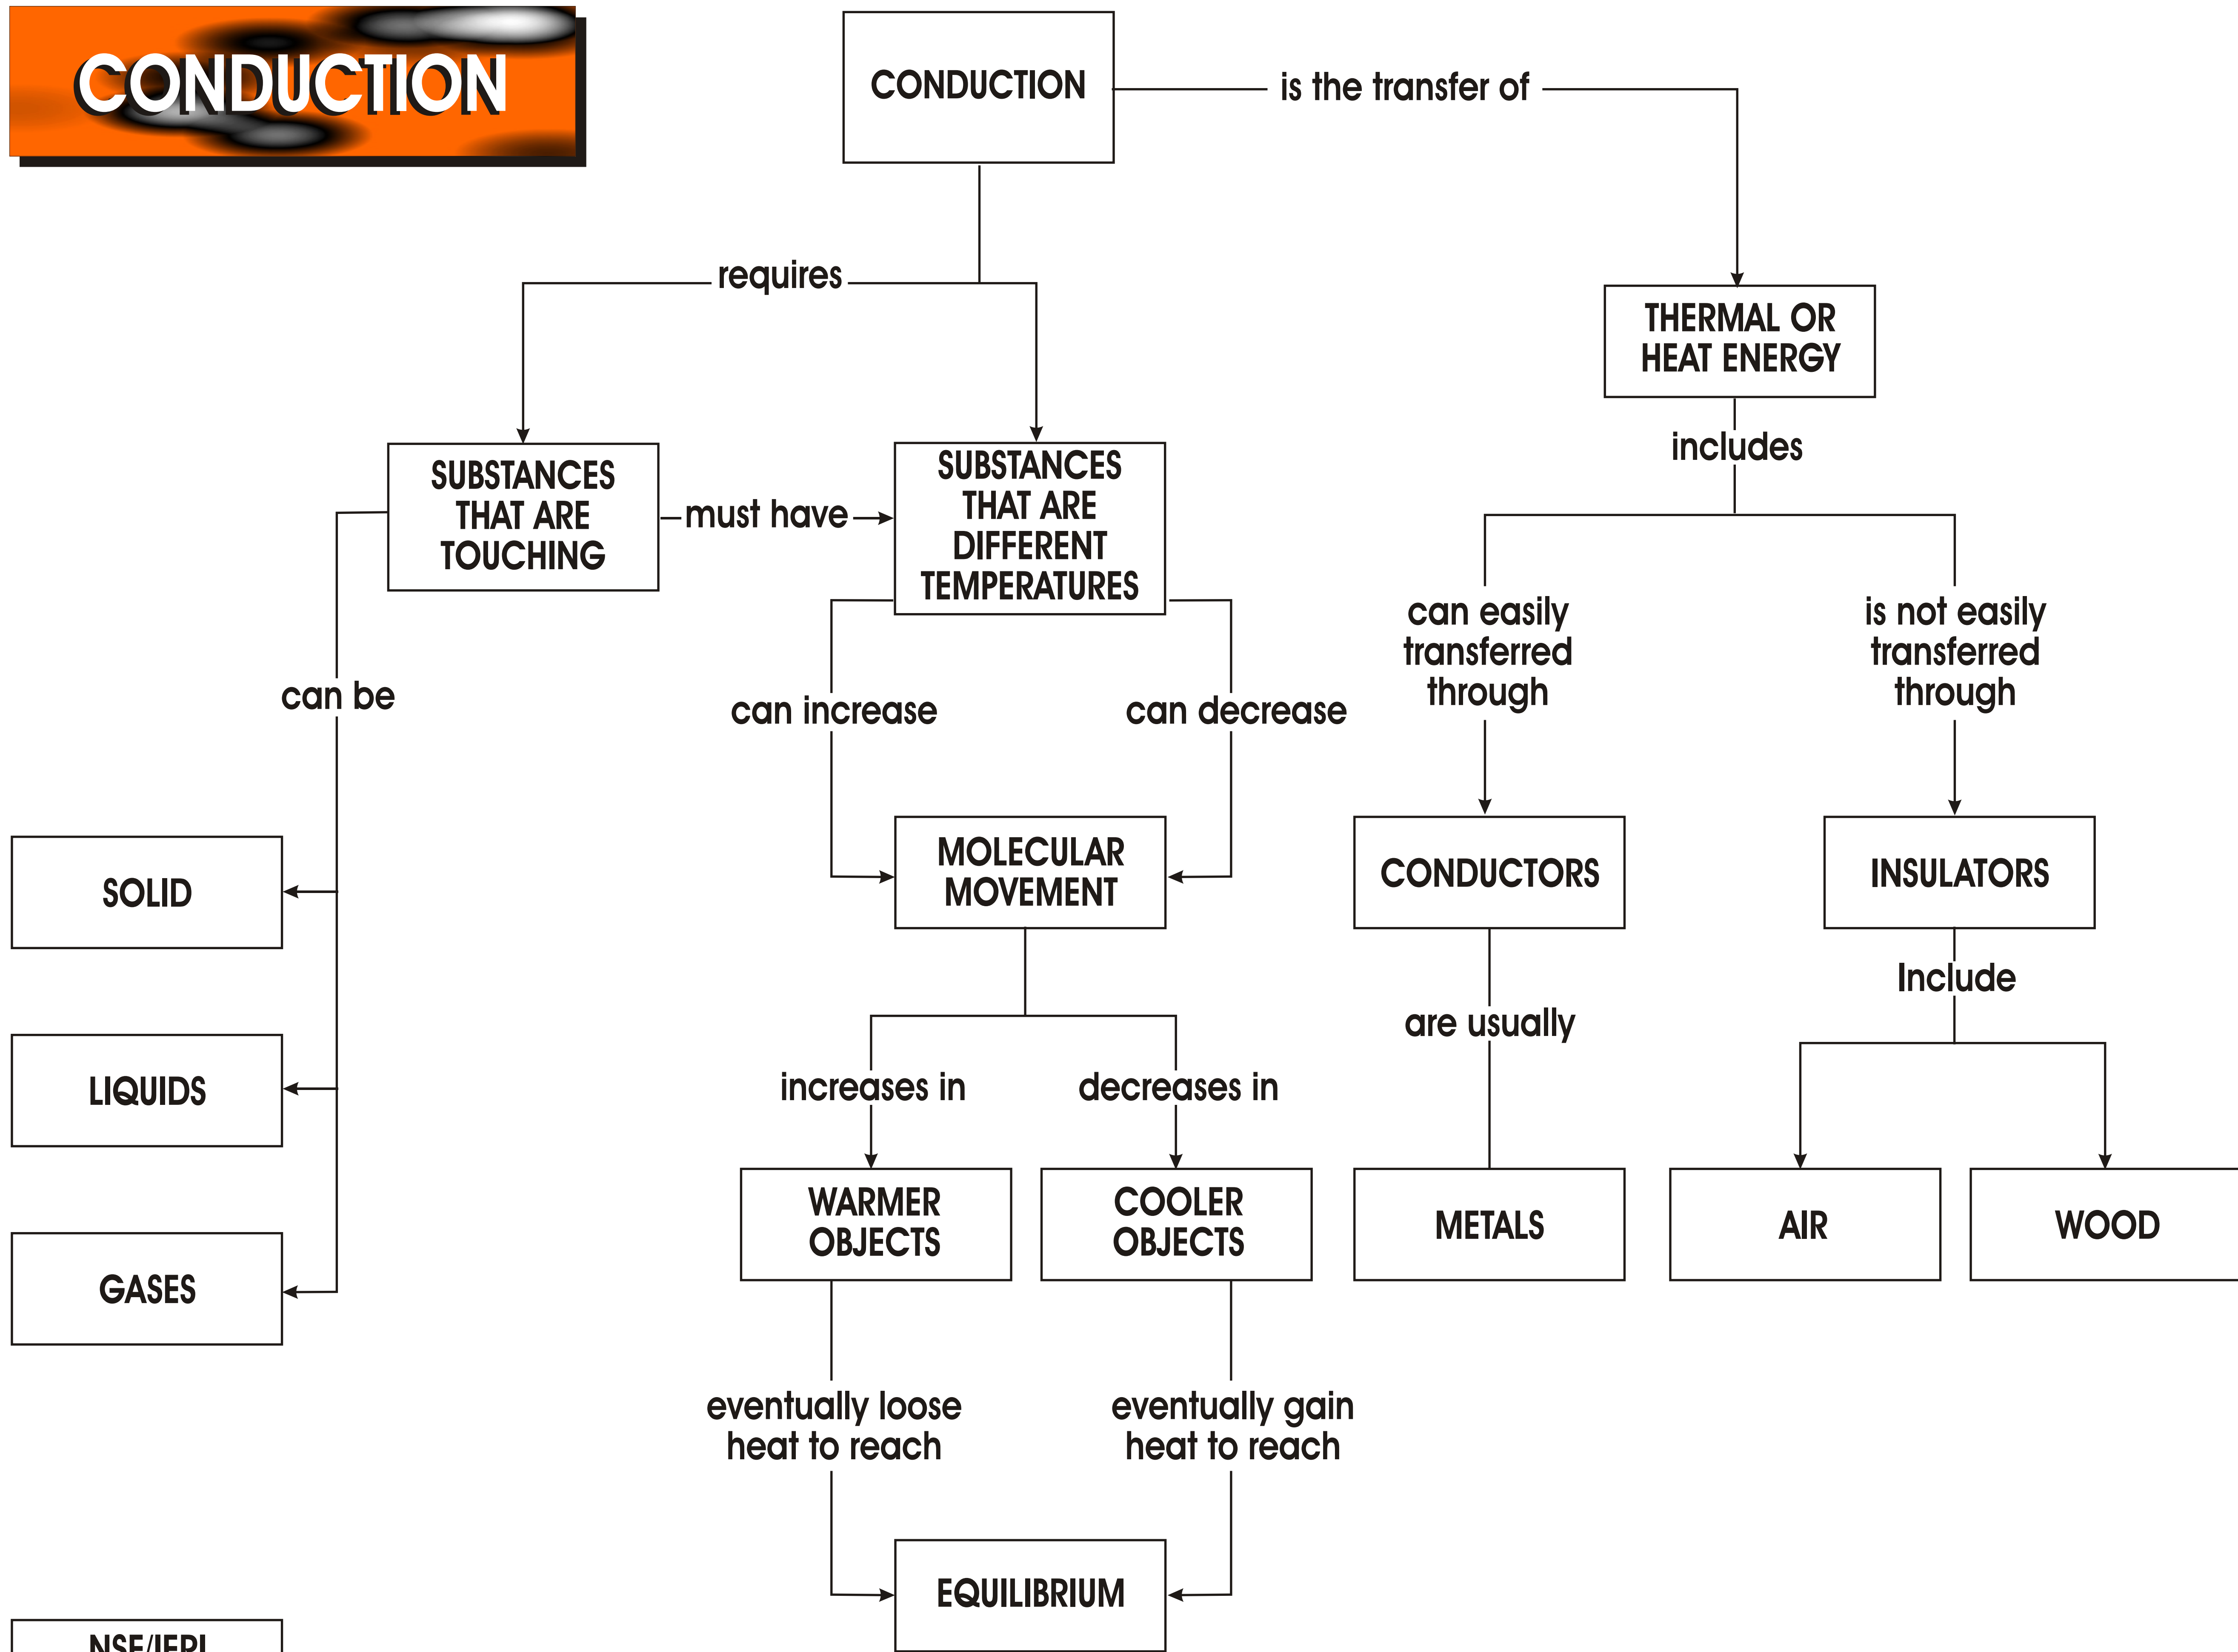 CONDUCTION
CONDUCTION
is the transfer of
requires
THERMAL OR
HEAT ENERGY
includes
SUBSTANCES
THAT ARE
TOUCHING
must have
SUBSTANCES
THAT ARE
DIFFERENT
TEMPERATURES
can easily
transferred
through
is not easily
transferred
through
can be
can increase
can decrease
SOLID
MOLECULAR
MOVEMENT
CONDUCTORS
INSULATORS
Include
are usually
LIQUIDS
increases in
decreases in
WARMER
OBJECTS
COOLER
OBJECTS
METALS
AIR
WOOD
GASES
eventually loose
heat to reach
eventually gain
heat to reach
EQUILIBRIUM